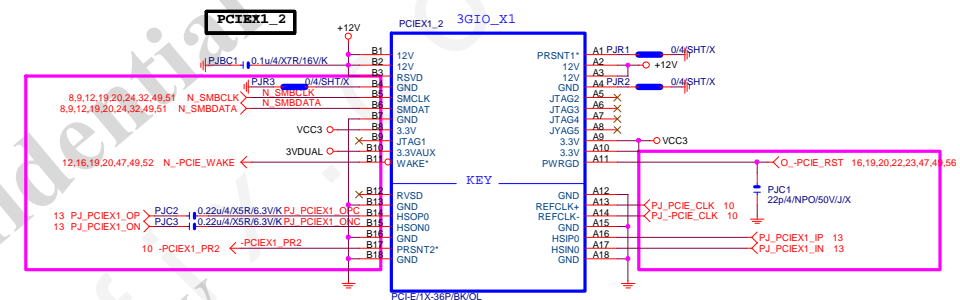 PCIEX1_2
PCIEX1_2
3GIO_X1
+12V
PJBC1 0.1u/4/X7R/16V/K
PJR3 0/4/SHT/X
8,9,12,19,20,24,32,49,51 N_SMBCLK N_SMBCLK
8,9,12,19,20,24,32,49,51 N_SMBDATA N_SMBDATA
VCC3
3VDUAL
12,16,19,20,47,49,52 N_-PCIE_WAKE
13 PJ_PCIEX1_OP PJC2 0.22u/4/X5R/6.3V/K PJ_PCIEX1_OPC
13 PJ_PCIEX1_ON PJC3 0.22u/4/X5R/6.3V/K PJ_PCIEX1_ONC
10 -PCIEX1_PR2 -PCIEX1_PR2
B1 12V
B2 12V
B3 RSVD
B4 GND
B5 SMCLK
B6 SMDAT
B7 GND
B8 3.3V
B9 JTAG1
B10 3.3VAUX
B11 WAKE*
KEY
B12 RVSD
B13 GND
B14 HSOP0
B15 HSON0
B16 GND
B17 PRSNT2*
B18 GND
PRSNT1* A1 PJR1 0/4/SHT/X
12V A2 +12V
12V A3
GND A4 PJR2 0/4/SHT/X
JTAG2 A5
JTAG3 A6
JTAG4 A7
JYAG5 A8
3.3V A9 VCC3
3.3V A10
PWRGD A11 O_-PCIE_RST 16,19,20,22,23,47,49,56
PJC1
22p/4/NPO/50V/J/X
GND A12
REFCLK+ A13 PJ_PCIE_CLK 10
REFCLK- A14 PJ_-PCIE_CLK 10
GND A15
HSIP0 A16 PJ_PCIEX1_IP 13
HSIN0 A17 PJ_PCIEX1_IN 13
GND A18
PCI-E/1X-36P/BK/OL